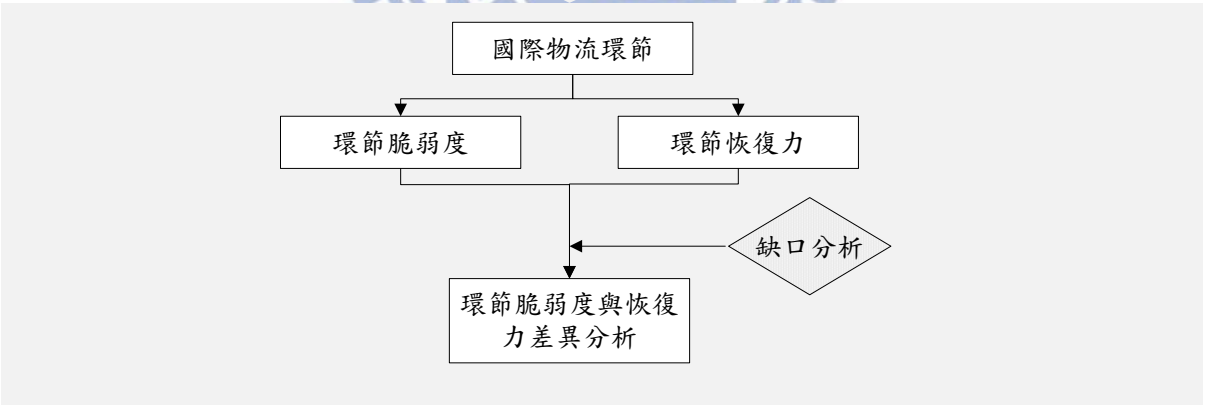 國際物流環節
環節脆弱度
環節恢復力
缺口分析
環節脆弱度與恢復
力差異分析